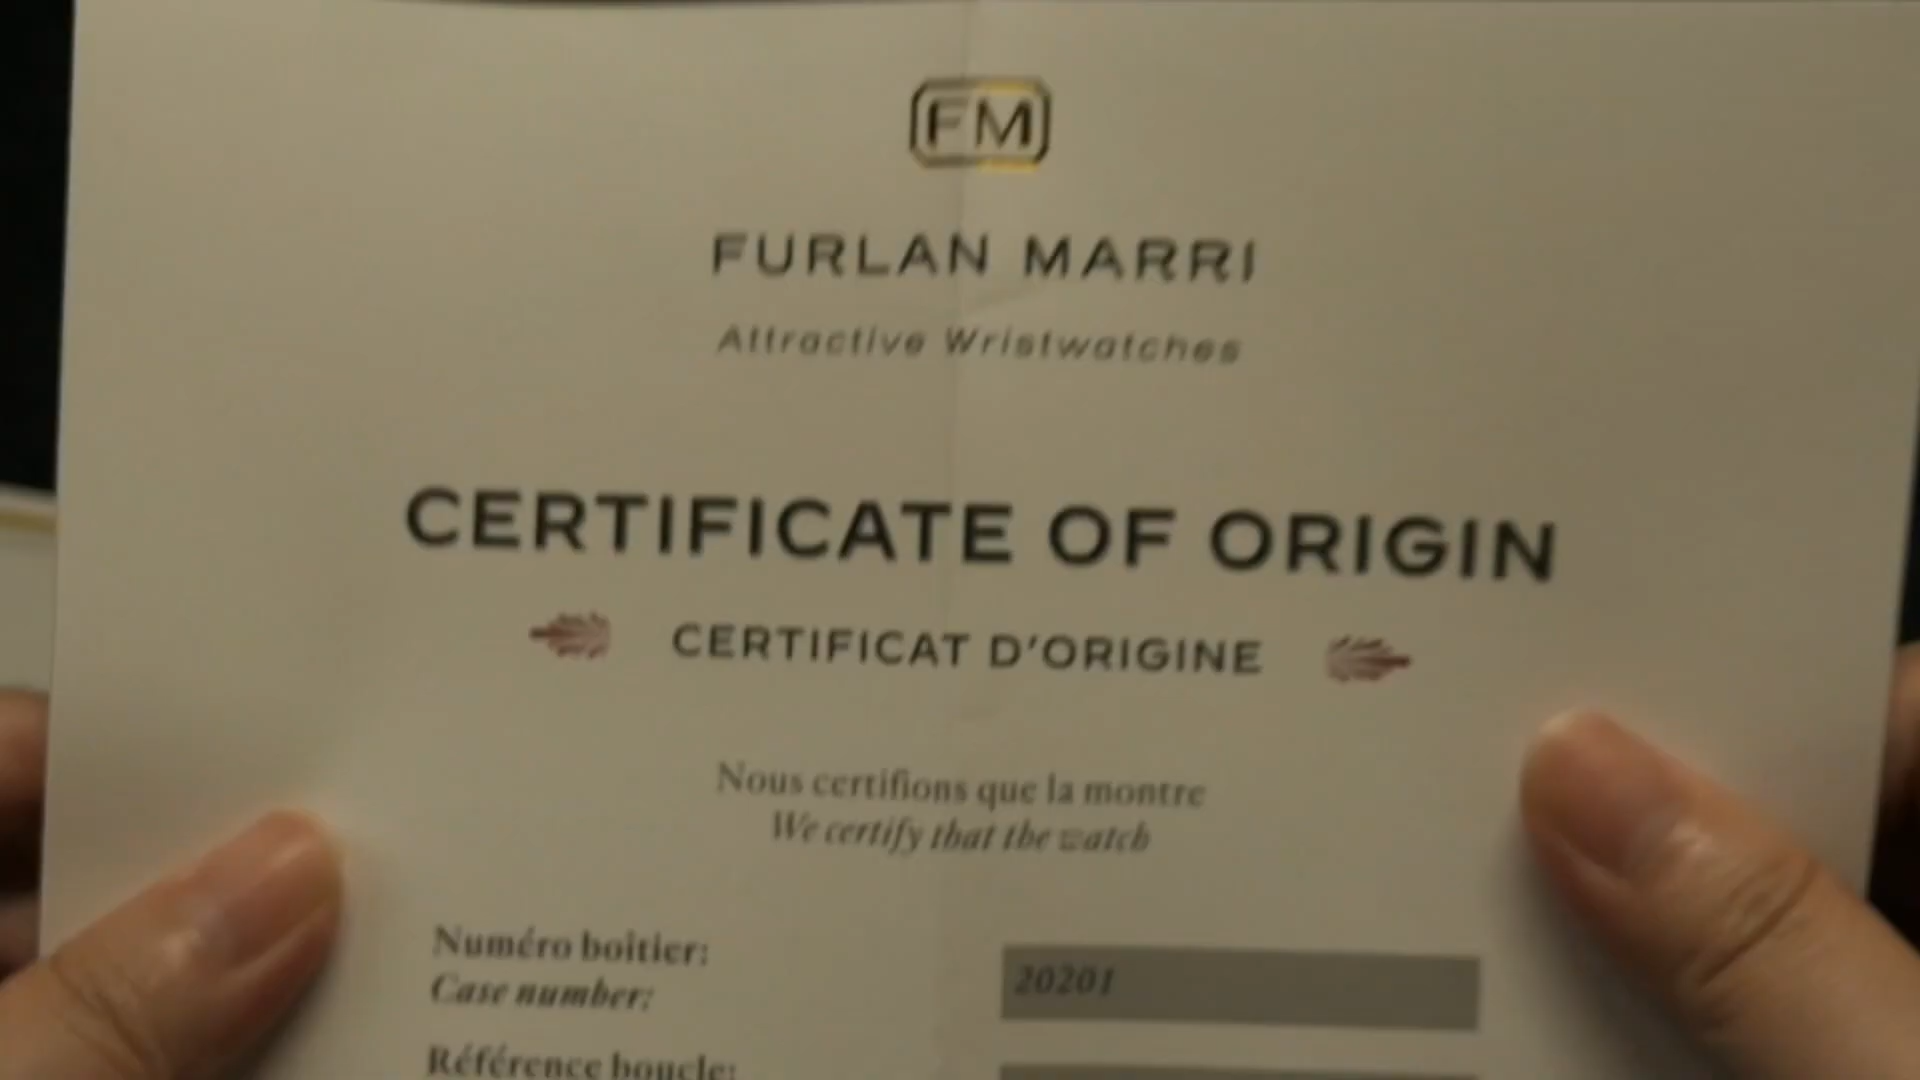 FM
FURLAN MARRI
Attractive Wristwatches
CERTIFICATE OF ORIGIN
CERTIFICAT D'ORIGINE
Nous certifions que la montre
We certify that the watch
Numéro boîtier:
Case number: 20201
Référence boucle: